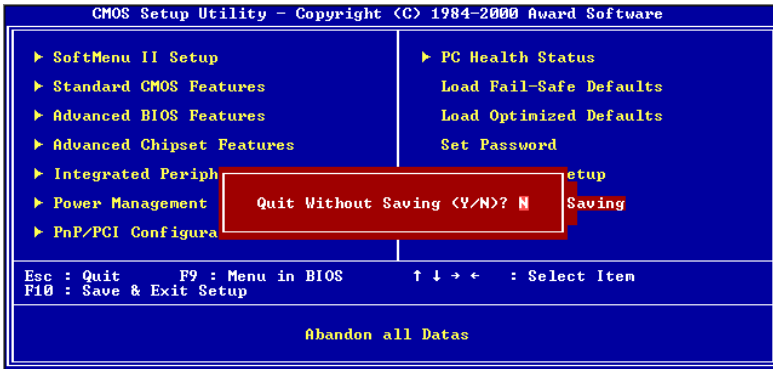 CMOS Setup Utility - Copyright (C) 1984-2000 Award Software
▶ SoftMenu II Setup
▶ Standard CMOS Features
▶ Advanced BIOS Features
▶ Advanced Chipset Features
▶ Integrated Periph
▶ Power Management
▶ PnP/PCI Configura
▶ PC Health Status
Load Fail-Safe Defaults
Load Optimized Defaults
Set Password
etup
Saving
Quit Without Saving (Y/N)? N
Esc : Quit F9 : Menu in BIOS ↑ ↓ → ← : Select Item
F10 : Save & Exit Setup
Abandon all Datas